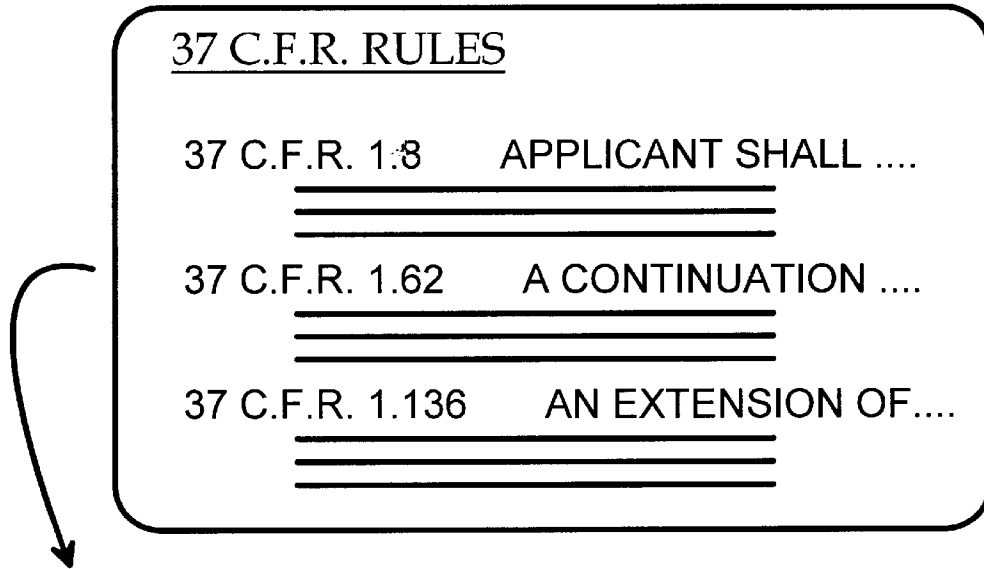 37 C.F.R. RULES
37 C.F.R. 1.8 APPLICANT SHALL ....
37 C.F.R. 1.62 A CONTINUATION ....
37 C.F.R. 1.136 AN EXTENSION OF....